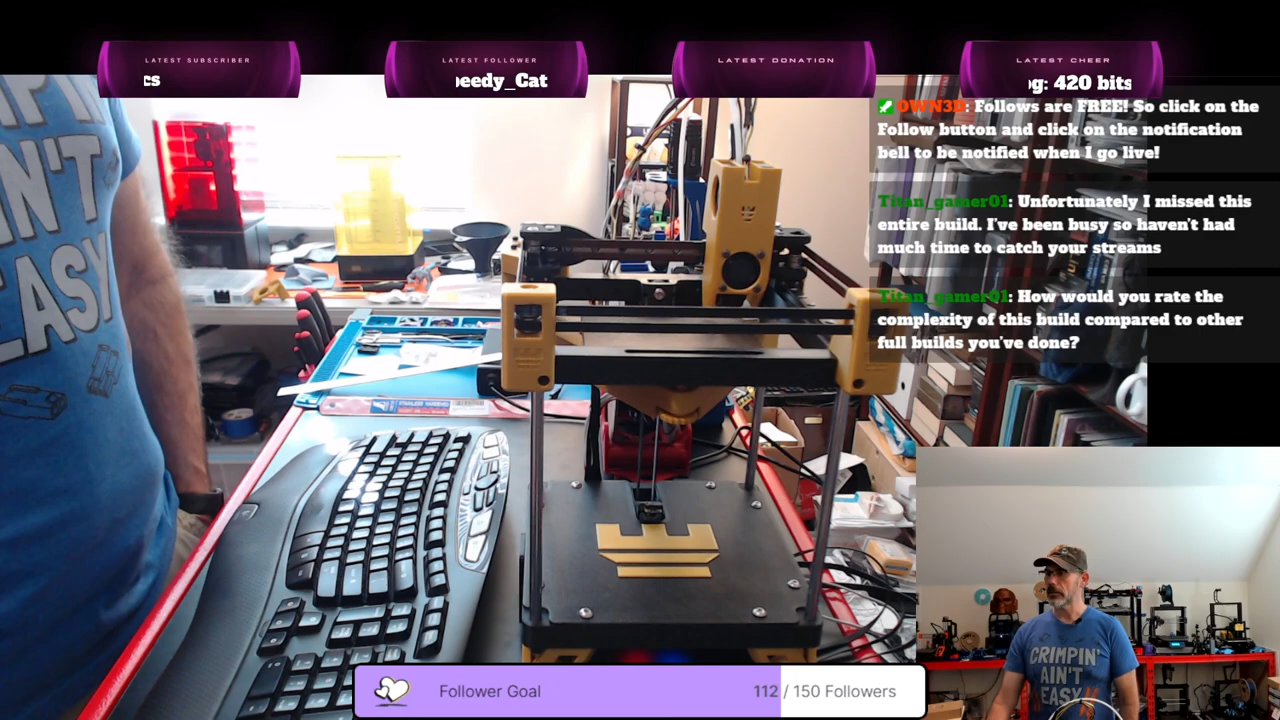 LATEST SUBSCRIBER
cs
LATEST FOLLOWER
eedy_Cat
LATEST DONATION
LATEST CHEER
g: 420 bits
OWN3D: Follows are FREE! So click on the
Follow button and click on the notification
bell to be notified when I go live!
Titan_gamer01: Unfortunately I missed this
entire build. I've been busy so haven't had
much time to catch your streams
Titan_gamer01: How would you rate the
complexity of this build compared to other
full builds you've done?
AIN'T
EASY
CRIMPIN'
AIN'T
EASY
Follower Goal
112 / 150 Followers